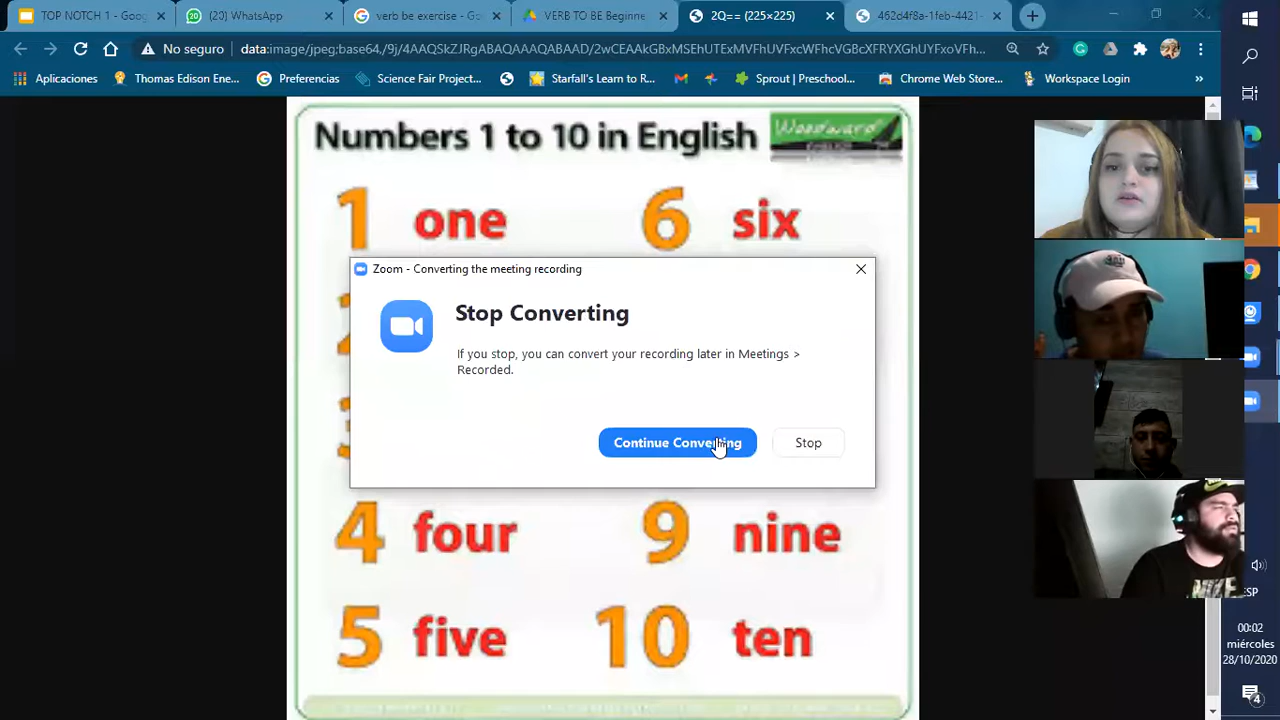 TOP NOTCH 1 - Goog
(20) WhatsApp
verb be exercise - Go
VERB TO BE Beginne
2Q== (225×225)
462d4f8a-1feb-4421-
No seguro
data:image/jpeg;base64,/9j/4AAQSkZJRgABAQAAAQABAAD/2wCEAAkGBxMSEhUTExMVFhUVFxcWFhcVGBcXFRYXGhUYFxoVFh...
Aplicaciones
Thomas Edison Ene...
Preferencias
Science Fair Project...
Starfall's Learn to R...
Sprout | Preschool...
Chrome Web Store...
Workspace Login
»
Numbers 1 to 10 in English
Woodward
ENGLISH
1 one
6 six
Zoom - Converting the meeting recording
Stop Converting
If you stop, you can convert your recording later in Meetings >
Recorded.
Continue Converting
Stop
4 four
9 nine
5 five
10 ten
ESP
00:02
miércoles
28/10/2020
4